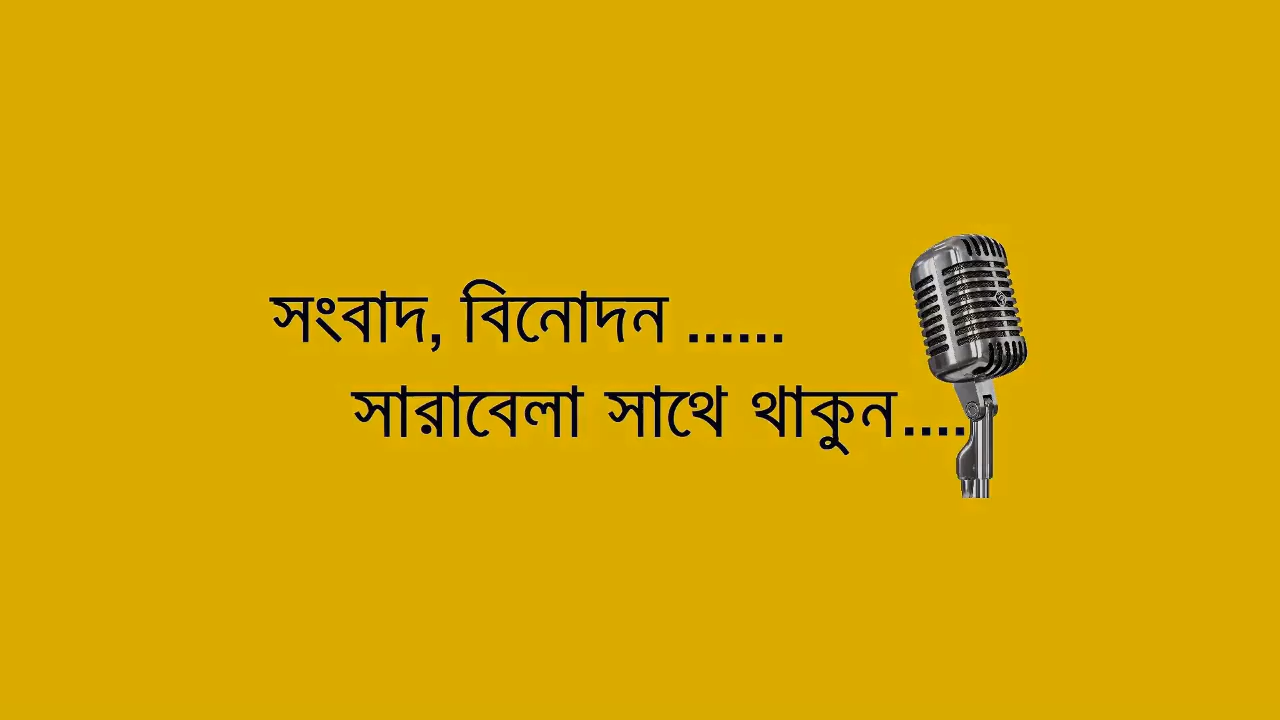 সংবাদ, বিনোদন ......
সারাবেলা সাথে থাকুন....